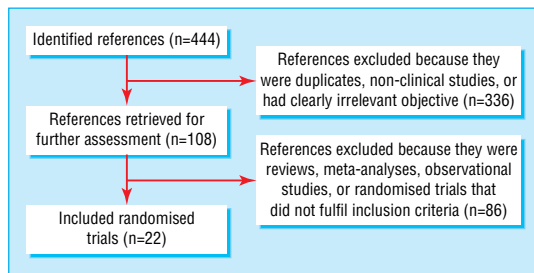 Identified references (n=444)
References excluded because they
were duplicates, non-clinical studies, or
had clearly irrelevant objective (n=336)
References retrieved for
further assessment (n=108)
References excluded because they were
reviews, meta-analyses, observational
studies, or randomised trials that
did not fulfil inclusion criteria (n=86)
Included randomised
trials (n=22)